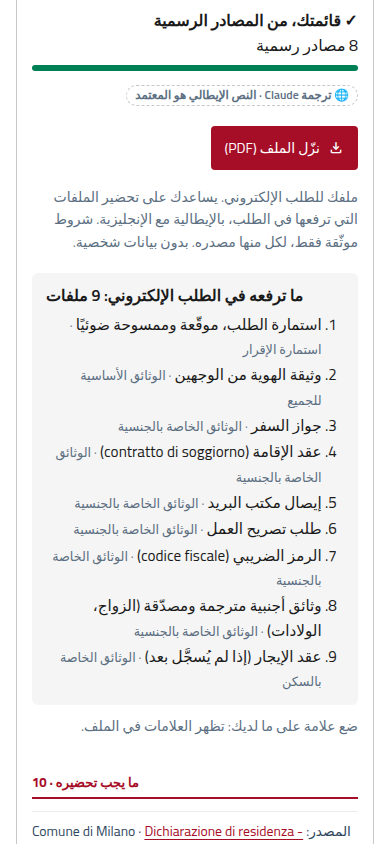 ✓ قائمتك، من المصادر الرسمية
8 مصادر رسمية
🌐 ترجمة Claude · النص الإيطالي هو المعتمد
نزّل الملف (PDF)
ملفك للطلب الإلكتروني. يساعدك على تحضير الملفات
التي ترفعها في الطلب، بالإيطالية مع الإنجليزية. شروط
موثّقة فقط، لكل منها مصدره. بدون بيانات شخصية.
ما ترفعه في الطلب الإلكتروني: 9 ملفات
1. استمارة الطلب، موقّعة وممسوحة ضوئيًا ·
استمارة الإقرار
2. وثيقة الهوية من الوجهين · الوثائق الأساسية
للجميع
3. جواز السفر · الوثائق الخاصة بالجنسية
4. عقد الإقامة (contratto di soggiorno) · الوثائق
الخاصة بالجنسية
5. إيصال مكتب البريد · الوثائق الخاصة بالجنسية
6. طلب تصريح العمل · الوثائق الخاصة بالجنسية
7. الرمز الضريبي (codice fiscale) · الوثائق الخاصة
بالجنسية
8. وثائق أجنبية مترجمة ومصدّقة (الزواج،
الولادات) · الوثائق الخاصة بالجنسية
9. عقد الإيجار (إذا لم يُسجَّل بعد) · الوثائق الخاصة
بالسكن
ضع علامة على ما لديك: تظهر العلامات في الملف.
ما يجب تحضيره · 10
المصدر: Comune di Milano · Dichiarazione di residenza -